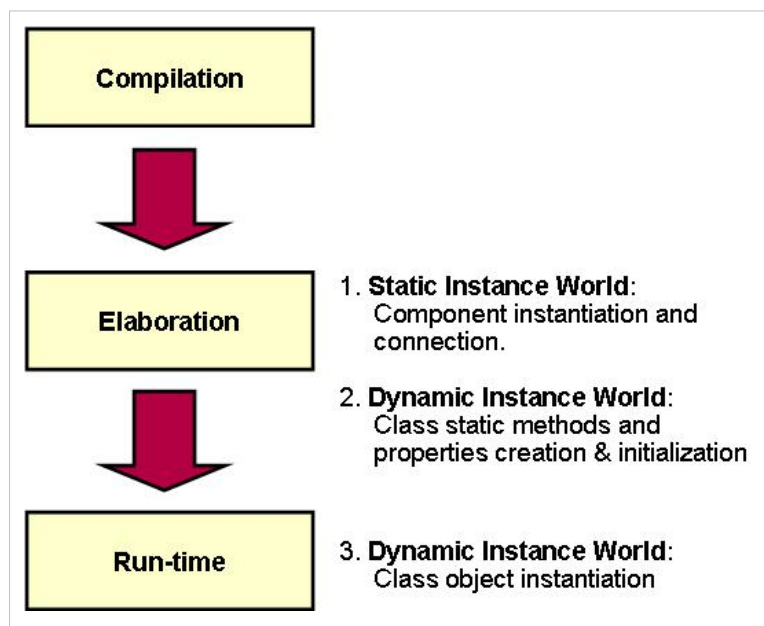 Compilation
Elaboration
1. Static Instance World:
Component instantiation and
connection.
2. Dynamic Instance World:
Class static methods and
properties creation & initialization
Run-time
3. Dynamic Instance World:
Class object instantiation